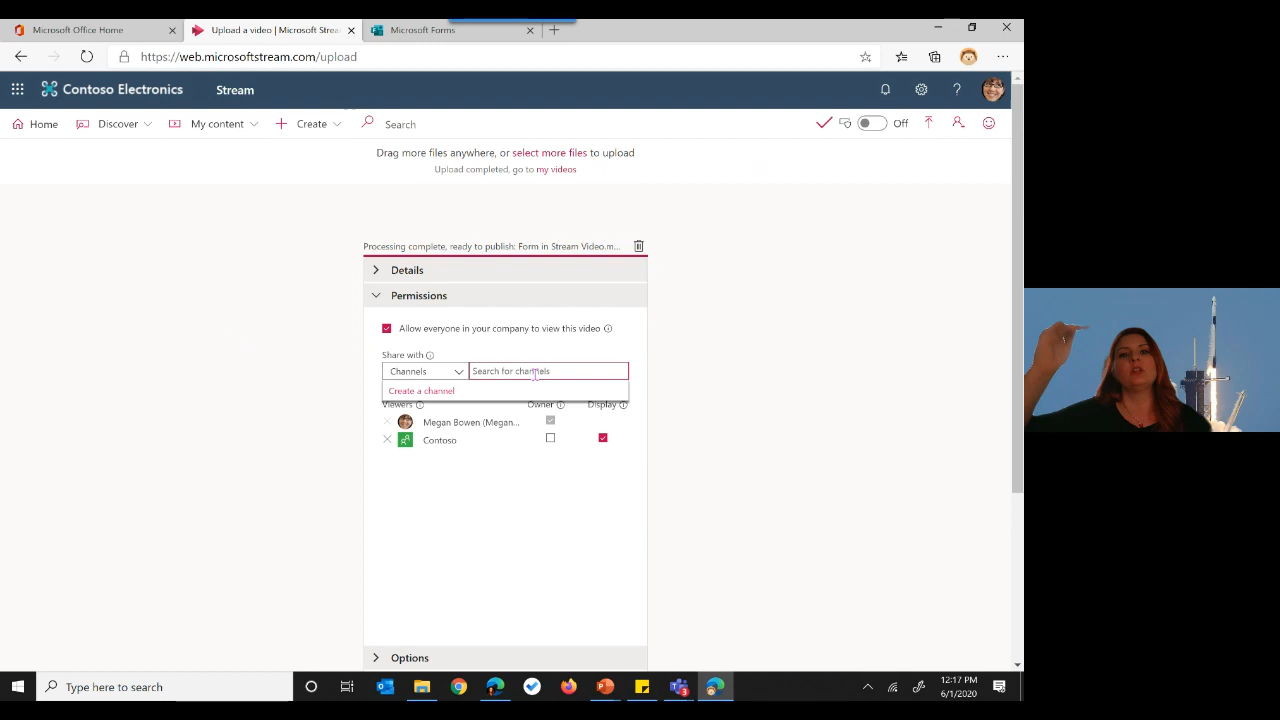 Microsoft Office Home
Upload a video | Microsoft Strea
Microsoft Forms
https://web.microsoftstream.com/upload
Contoso Electronics
Stream
Home
Discover
My content
Create
Search
Off
Drag more files anywhere, or select more files to upload
Upload completed, go to my videos
Processing complete, ready to publish: Form in Stream Video.m...
Details
Permissions
Allow everyone in your company to view this video
Share with
Channels
Search for channels
Create a channel
Viewers
Owner
Display
Megan Bowen (Megan...
Contoso
Options
Type here to search
3
12:17 PM
6/1/2020